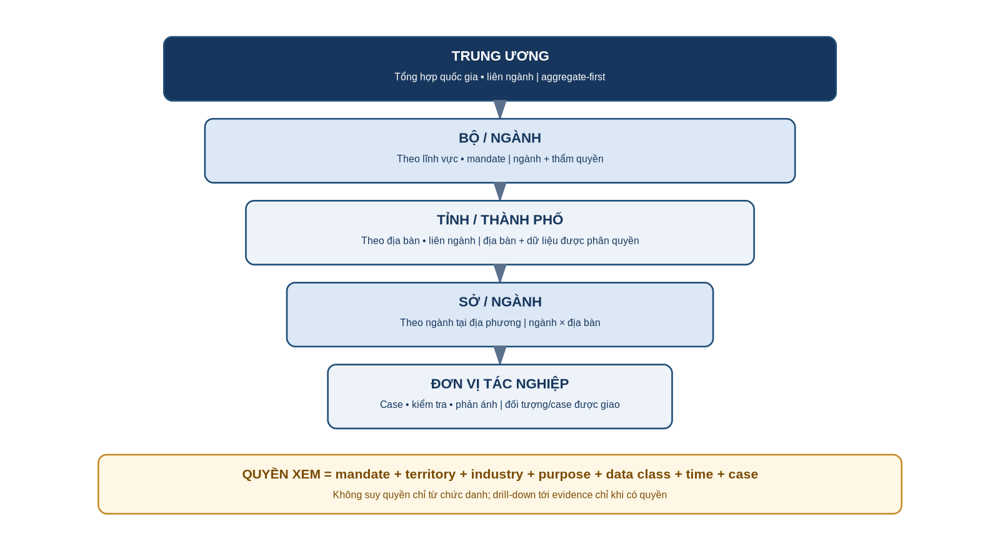 TRUNG ƯƠNG
Tổng hợp quốc gia • liên ngành | aggregate-first
BỘ / NGÀNH
Theo lĩnh vực • mandate | ngành + thẩm quyền
TỈNH / THÀNH PHỐ
Theo địa bàn • liên ngành | địa bàn + dữ liệu được phân quyền
SỞ / NGÀNH
Theo ngành tại địa phương | ngành × địa bàn
ĐƠN VỊ TÁC NGHIỆP
Case • kiểm tra • phản ánh | đối tượng/case được giao
QUYỀN XEM = mandate + territory + industry + purpose + data class + time + case
Không suy quyền chỉ từ chức danh; drill-down tới evidence chỉ khi có quyền